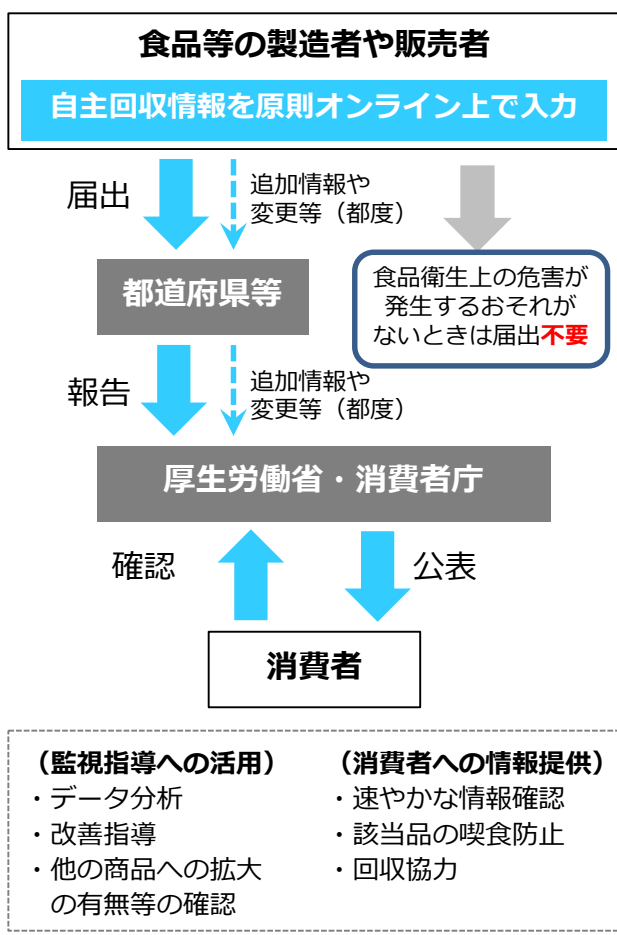 食品等の製造者や販売者
自主回収情報を原則オンライン上で入力
届出
追加情報や
変更等（都度）
都道府県等
食品衛生上の危害が
発生するおそれが
ないときは届出不要
報告
追加情報や
変更等（都度）
厚生労働省・消費者庁
確認
公表
消費者
（監視指導への活用）
・データ分析
・改善指導
・他の商品への拡大
の有無等の確認
（消費者への情報提供）
・速やかな情報確認
・該当品の喫食防止
・回収協力